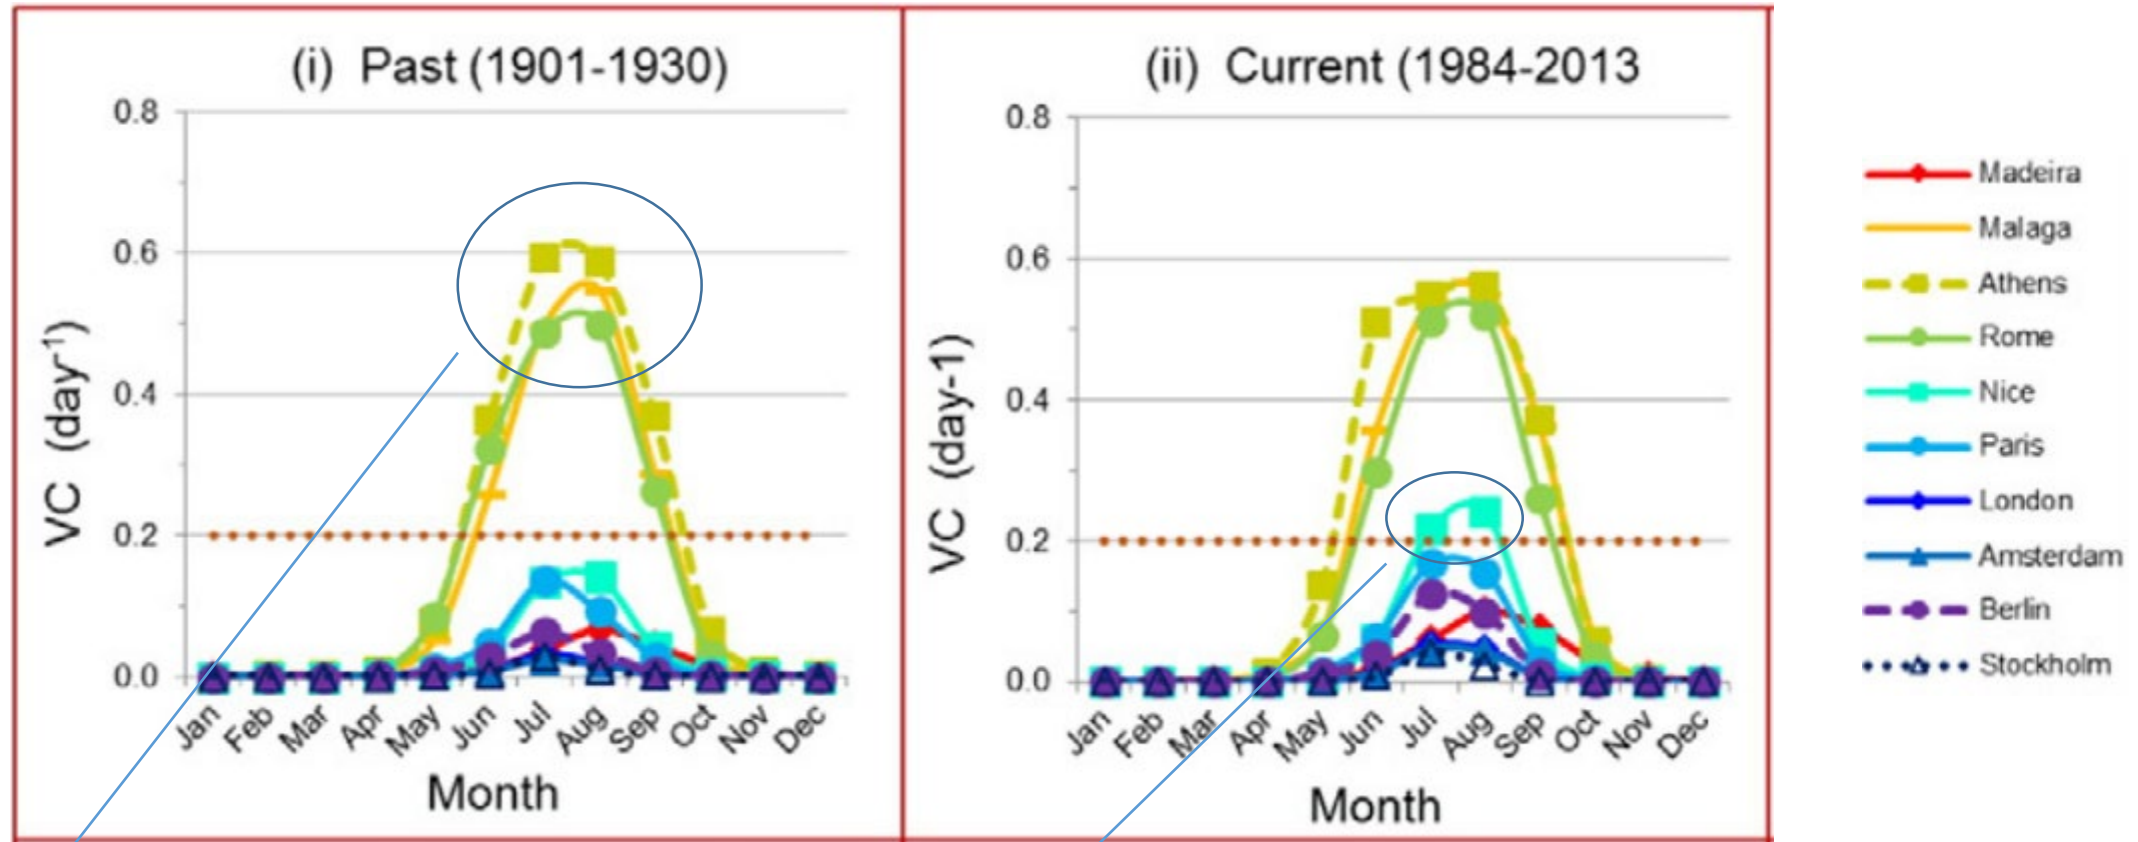 (i) Past (1901-1930)
0.8
0.6
0.4
0.2
0.0
VC (day⁻¹)
Jan
Feb
Mar
Apr
May
Jun
Jul
Aug
Sep
Oct
Nov
Dec
Month
(ii) Current (1984-2013
0.8
0.6
0.4
0.2
0.0
VC (day-1)
Jan
Feb
Mar
Apr
May
Jun
Jul
Aug
Sep
Oct
Nov
Dec
Month
Madeira
Malaga
Athens
Rome
Nice
Paris
London
Amsterdam
Berlin
Stockholm